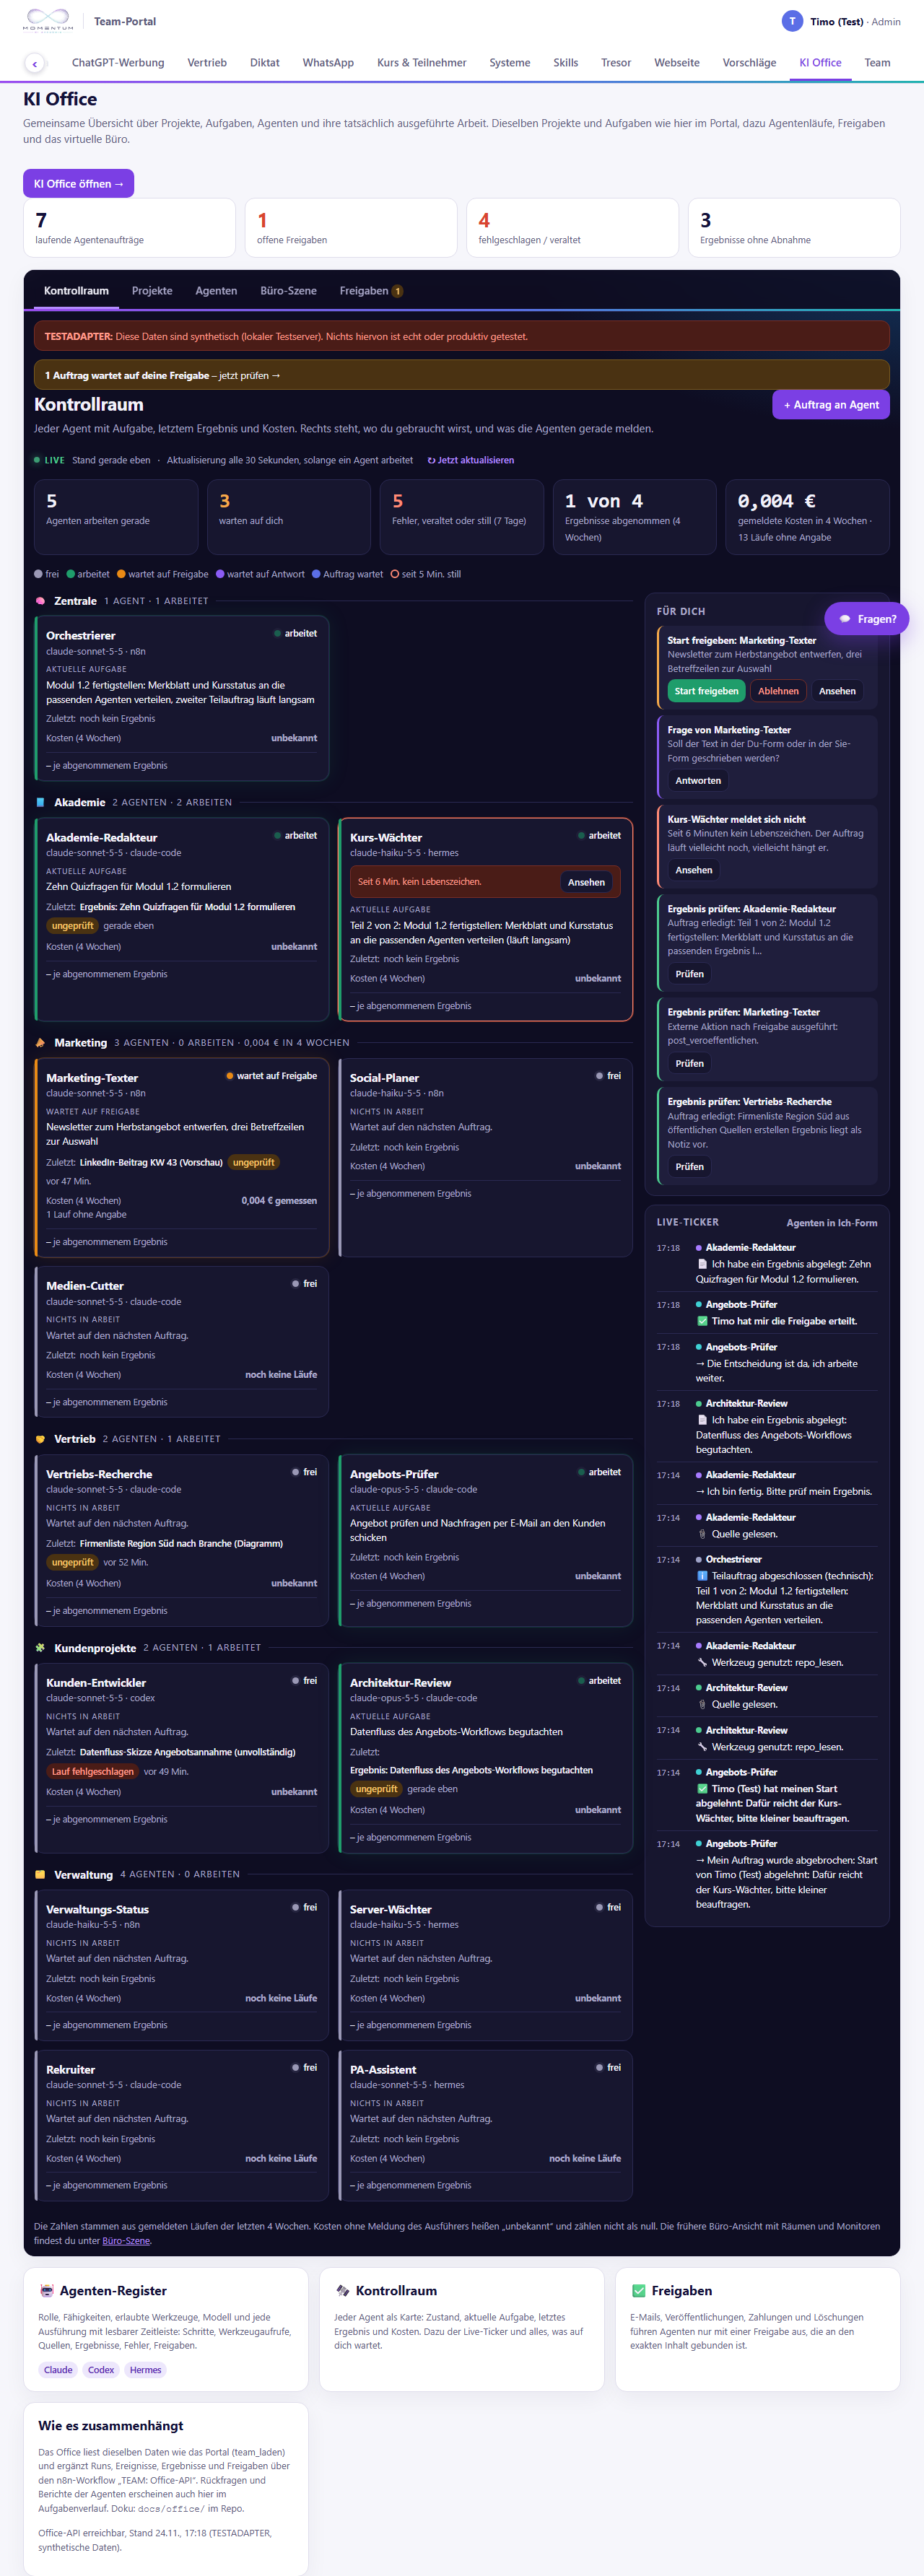 MOMENTUM
Team-Portal
T
Timo (Test) · Admin
‹
ChatGPT-Werbung
Vertrieb
Diktat
WhatsApp
Kurs & Teilnehmer
Systeme
Skills
Tresor
Webseite
Vorschläge
KI Office
Team
KI Office
Gemeinsame Übersicht über Projekte, Aufgaben, Agenten und ihre tatsächlich ausgeführte Arbeit. Dieselben Projekte und Aufgaben wie hier im Portal, dazu Agentenläufe, Freigaben
und das virtuelle Büro.
KI Office öffnen →
7
laufende Agentenaufträge
1
offene Freigaben
4
fehlgeschlagen / veraltet
3
Ergebnisse ohne Abnahme
Kontrollraum
Projekte
Agenten
Büro-Szene
Freigaben 1
TESTADAPTER: Diese Daten sind synthetisch (lokaler Testserver). Nichts hiervon ist echt oder produktiv getestet.
1 Auftrag wartet auf deine Freigabe – jetzt prüfen →
Kontrollraum
+ Auftrag an Agent
Jeder Agent mit Aufgabe, letztem Ergebnis und Kosten. Rechts steht, wo du gebraucht wirst, und was die Agenten gerade melden.
LIVE Stand gerade eben · Aktualisierung alle 30 Sekunden, solange ein Agent arbeitet ↻ Jetzt aktualisieren
5
Agenten arbeiten gerade
3
warten auf dich
5
Fehler, veraltet oder still (7 Tage)
1 von 4
Ergebnisse abgenommen (4
Wochen)
0,004 €
gemeldete Kosten in 4 Wochen ·
13 Läufe ohne Angabe
frei arbeitet wartet auf Freigabe wartet auf Antwort Auftrag wartet seit 5 Min. still
Zentrale 1 AGENT · 1 ARBEITET
Orchestrierer
arbeitet
claude-sonnet-5-5 · n8n
AKTUELLE AUFGABE
Modul 1.2 fertigstellen: Merkblatt und Kursstatus an die
passenden Agenten verteilen, zweiter Teilauftrag läuft langsam
Zuletzt: noch kein Ergebnis
Kosten (4 Wochen) unbekannt
– je abgenommenem Ergebnis
Akademie 2 AGENTEN · 2 ARBEITEN
Akademie-Redakteur
arbeitet
claude-sonnet-5-5 · claude-code
AKTUELLE AUFGABE
Zehn Quizfragen für Modul 1.2 formulieren
Zuletzt: Ergebnis: Zehn Quizfragen für Modul 1.2 formulieren
ungeprüft gerade eben
Kosten (4 Wochen) unbekannt
– je abgenommenem Ergebnis
Kurs-Wächter
arbeitet
claude-haiku-5-5 · hermes
Seit 6 Min. kein Lebenszeichen.
Ansehen
AKTUELLE AUFGABE
Teil 2 von 2: Modul 1.2 fertigstellen: Merkblatt und Kursstatus
an die passenden Agenten verteilen (läuft langsam)
Zuletzt: noch kein Ergebnis
Kosten (4 Wochen) unbekannt
– je abgenommenem Ergebnis
Marketing 3 AGENTEN · 0 ARBEITEN · 0,004 € IN 4 WOCHEN
Marketing-Texter
wartet auf Freigabe
claude-sonnet-5-5 · n8n
WARTET AUF FREIGABE
Newsletter zum Herbstangebot entwerfen, drei Betreffzeilen
zur Auswahl
Zuletzt: LinkedIn-Beitrag KW 43 (Vorschau) ungeprüft
vor 47 Min.
Kosten (4 Wochen) 0,004 € gemessen
1 Lauf ohne Angabe
– je abgenommenem Ergebnis
Social-Planer
frei
claude-haiku-5-5 · n8n
NICHTS IN ARBEIT
Wartet auf den nächsten Auftrag.
Zuletzt: noch kein Ergebnis
Kosten (4 Wochen) unbekannt
– je abgenommenem Ergebnis
Medien-Cutter
frei
claude-sonnet-5-5 · claude-code
NICHTS IN ARBEIT
Wartet auf den nächsten Auftrag.
Zuletzt: noch kein Ergebnis
Kosten (4 Wochen) noch keine Läufe
– je abgenommenem Ergebnis
Vertrieb 2 AGENTEN · 1 ARBEITET
Vertriebs-Recherche
frei
claude-sonnet-5-5 · claude-code
NICHTS IN ARBEIT
Wartet auf den nächsten Auftrag.
Zuletzt: Firmenliste Region Süd nach Branche (Diagramm)
ungeprüft vor 52 Min.
Kosten (4 Wochen) unbekannt
– je abgenommenem Ergebnis
Angebots-Prüfer
arbeitet
claude-opus-5-5 · claude-code
AKTUELLE AUFGABE
Angebot prüfen und Nachfragen per E-Mail an den Kunden
schicken
Zuletzt: noch kein Ergebnis
Kosten (4 Wochen) unbekannt
– je abgenommenem Ergebnis
Kundenprojekte 2 AGENTEN · 1 ARBEITET
Kunden-Entwickler
frei
claude-sonnet-5-5 · codex
NICHTS IN ARBEIT
Wartet auf den nächsten Auftrag.
Zuletzt: Datenfluss-Skizze Angebotsannahme (unvollständig)
Lauf fehlgeschlagen vor 49 Min.
Kosten (4 Wochen) unbekannt
– je abgenommenem Ergebnis
Architektur-Review
arbeitet
claude-opus-5-5 · claude-code
AKTUELLE AUFGABE
Datenfluss des Angebots-Workflows begutachten
Zuletzt:
Ergebnis: Datenfluss des Angebots-Workflows begutachten
ungeprüft gerade eben
Kosten (4 Wochen) unbekannt
– je abgenommenem Ergebnis
Verwaltung 4 AGENTEN · 0 ARBEITEN
Verwaltungs-Status
frei
claude-haiku-5-5 · n8n
NICHTS IN ARBEIT
Wartet auf den nächsten Auftrag.
Zuletzt: noch kein Ergebnis
Kosten (4 Wochen) noch keine Läufe
– je abgenommenem Ergebnis
Server-Wächter
frei
claude-haiku-5-5 · hermes
NICHTS IN ARBEIT
Wartet auf den nächsten Auftrag.
Zuletzt: noch kein Ergebnis
Kosten (4 Wochen) unbekannt
– je abgenommenem Ergebnis
Rekruiter
frei
claude-sonnet-5-5 · claude-code
NICHTS IN ARBEIT
Wartet auf den nächsten Auftrag.
Zuletzt: noch kein Ergebnis
Kosten (4 Wochen) noch keine Läufe
– je abgenommenem Ergebnis
PA-Assistent
frei
claude-sonnet-5-5 · hermes
NICHTS IN ARBEIT
Wartet auf den nächsten Auftrag.
Zuletzt: noch kein Ergebnis
Kosten (4 Wochen) noch keine Läufe
– je abgenommenem Ergebnis
FÜR DICH
Fragen?
Start freigeben: Marketing-Texter
Newsletter zum Herbstangebot entwerfen, drei
Betreffzeilen zur Auswahl
Start freigeben
Ablehnen
Ansehen
Frage von Marketing-Texter
Soll der Text in der Du-Form oder in der Sie-
Form geschrieben werden?
Antworten
Kurs-Wächter meldet sich nicht
Seit 6 Minuten kein Lebenszeichen. Der Auftrag
läuft vielleicht noch, vielleicht hängt er.
Ansehen
Ergebnis prüfen: Akademie-Redakteur
Auftrag erledigt: Teil 1 von 2: Modul 1.2
fertigstellen: Merkblatt und Kursstatus an die
passenden Agenten verteilen Ergebnis l...
Prüfen
Ergebnis prüfen: Marketing-Texter
Externe Aktion nach Freigabe ausgeführt:
post_veroeffentlichen.
Prüfen
Ergebnis prüfen: Vertriebs-Recherche
Auftrag erledigt: Firmenliste Region Süd aus
öffentlichen Quellen erstellen Ergebnis liegt als
Notiz vor.
Prüfen
LIVE-TICKER
Agenten in Ich-Form
17:18 Akademie-Redakteur
Ich habe ein Ergebnis abgelegt: Zehn
Quizfragen für Modul 1.2 formulieren.
17:18 Angebots-Prüfer
Timo hat mir die Freigabe erteilt.
17:18 Angebots-Prüfer
→ Die Entscheidung ist da, ich arbeite
weiter.
17:18 Architektur-Review
Ich habe ein Ergebnis abgelegt:
Datenfluss des Angebots-Workflows
begutachten.
17:14 Akademie-Redakteur
→ Ich bin fertig. Bitte prüf mein Ergebnis.
17:14 Akademie-Redakteur
Quelle gelesen.
17:14 Orchestrierer
Teilauftrag abgeschlossen (technisch):
Teil 1 von 2: Modul 1.2 fertigstellen:
Merkblatt und Kursstatus an die
passenden Agenten verteilen.
17:14 Akademie-Redakteur
Werkzeug genutzt: repo_lesen.
17:14 Architektur-Review
Quelle gelesen.
17:14 Architektur-Review
Werkzeug genutzt: repo_lesen.
17:14 Angebots-Prüfer
Timo (Test) hat meinen Start
abgelehnt: Dafür reicht der Kurs-
Wächter, bitte kleiner beauftragen.
17:14 Angebots-Prüfer
→ Mein Auftrag wurde abgebrochen: Start
von Timo (Test) abgelehnt: Dafür reicht
der Kurs-Wächter, bitte kleiner
beauftragen.
Die Zahlen stammen aus gemeldeten Läufen der letzten 4 Wochen. Kosten ohne Meldung des Ausführers heißen „unbekannt“ und zählen nicht als null. Die frühere Büro-Ansicht mit Räumen und Monitoren
findest du unter Büro-Szene.
Agenten-Register
Rolle, Fähigkeiten, erlaubte Werkzeuge, Modell und jede
Ausführung mit lesbarer Zeitleiste: Schritte, Werkzeugaufrufe,
Quellen, Ergebnisse, Fehler, Freigaben.
Claude
Codex
Hermes
Kontrollraum
Jeder Agent als Karte: Zustand, aktuelle Aufgabe, letztes
Ergebnis und Kosten. Dazu der Live-Ticker und alles, was auf
dich wartet.
Freigaben
E-Mails, Veröffentlichungen, Zahlungen und Löschungen
führen Agenten nur mit einer Freigabe aus, die an den
exakten Inhalt gebunden ist.
Wie es zusammenhängt
Das Office liest dieselben Daten wie das Portal (team_laden)
und ergänzt Runs, Ereignisse, Ergebnisse und Freigaben über
den n8n-Workflow „TEAM: Office-API“. Rückfragen und
Berichte der Agenten erscheinen auch hier im
Aufgabenverlauf. Doku: docs/office/ im Repo.
Office-API erreichbar, Stand 24.11., 17:18 (TESTADAPTER,
synthetische Daten).